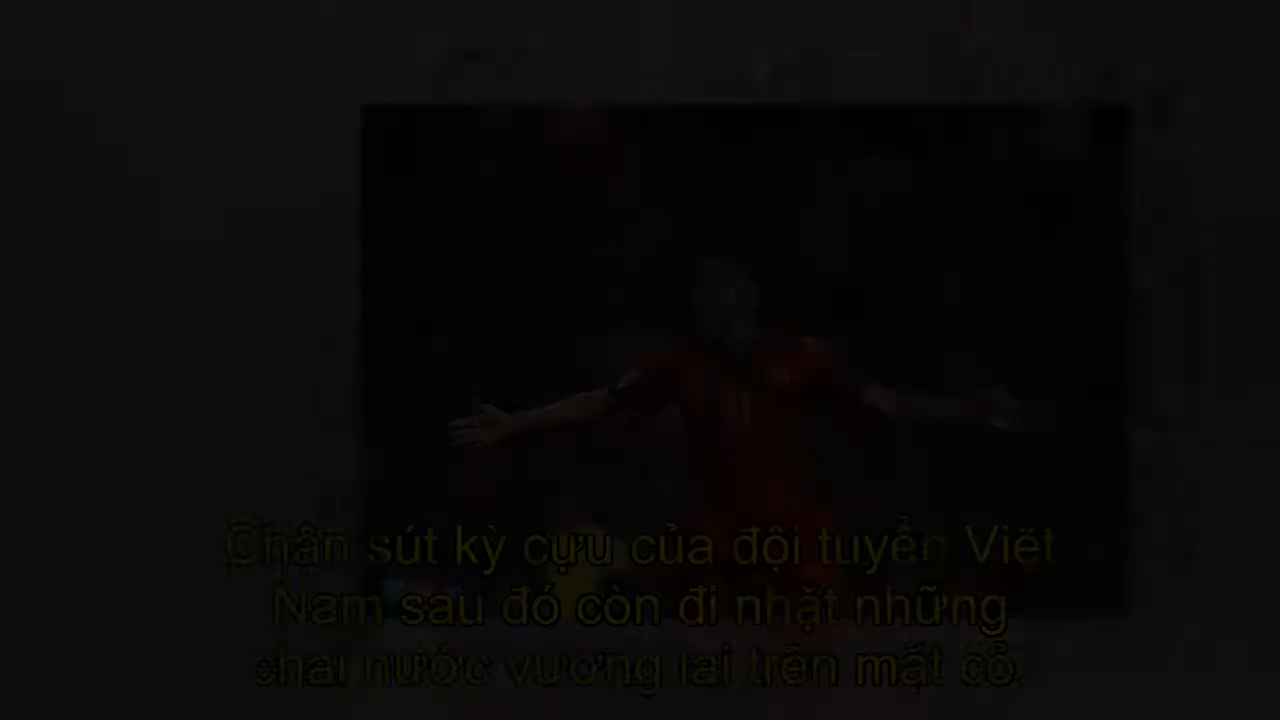 Chân sút kỳ cựu của đội tuyển Việt
Nam sau đó còn đi nhặt những
chai nước vương lại trên mặt cỏ.